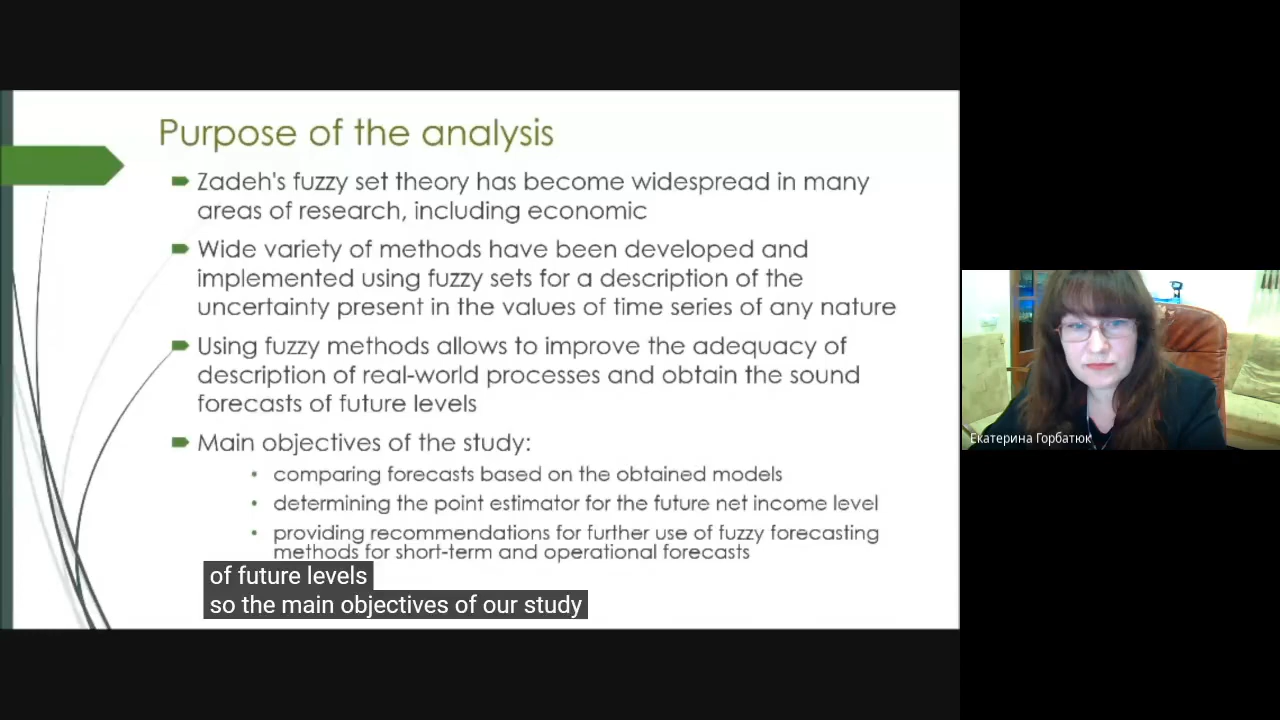 Purpose of the analysis
Zadeh's fuzzy set theory has become widespread in many
areas of research, including economic
Wide variety of methods have been developed and
implemented using fuzzy sets for a description of the
uncertainty present in the values of time series of any nature
Using fuzzy methods allows to improve the adequacy of
description of real-world processes and obtain the sound
forecasts of future levels
Main objectives of the study:
comparing forecasts based on the obtained models
determining the point estimator for the future net income level
providing recommendations for further use of fuzzy forecasting
methods for short-term and operational forecasts
of future levels
so the main objectives of our study
Екатерина Горбатюк